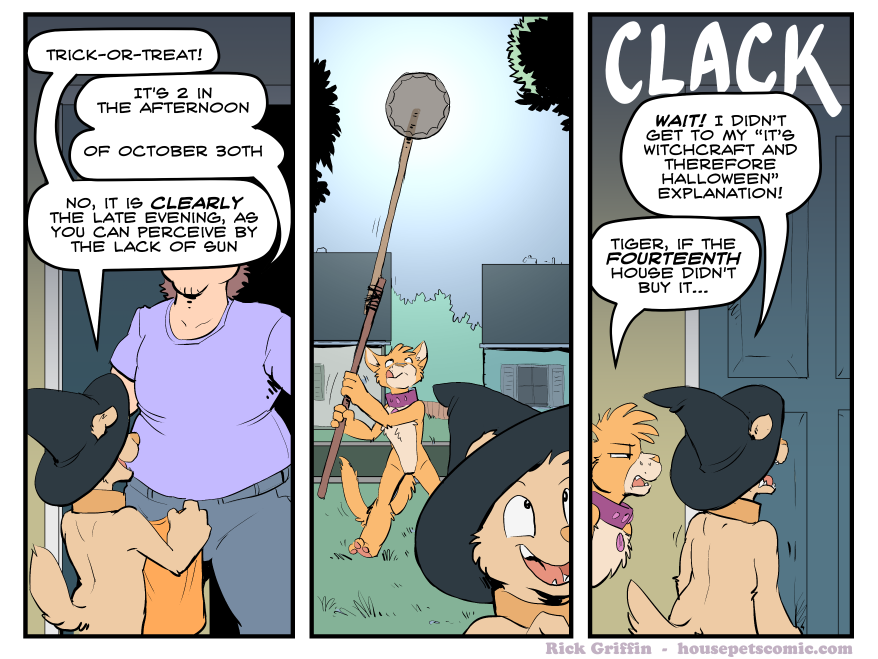 TRICK-OR-TREAT!
IT'S 2 IN
THE AFTERNOON
OF OCTOBER 30TH
NO, IT IS CLEARLY
THE LATE EVENING, AS
YOU CAN PERCEIVE BY
THE LACK OF SUN
CLACK
WAIT! I DIDN'T
GET TO MY "IT'S
WITCHCRAFT AND
THEREFORE
HALLOWEEN"
EXPLANATION!
TIGER, IF THE
FOURTEENTH
HOUSE DIDN'T
BUY IT...
Rick Griffin - housepetscomic.com